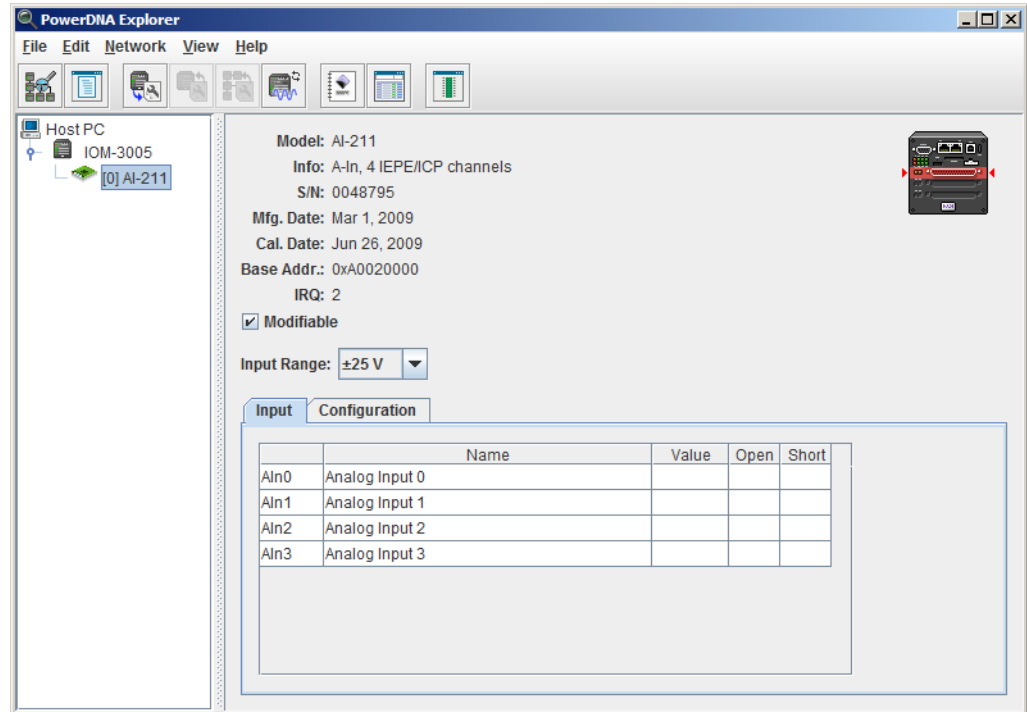 PowerDNA Explorer
File Edit Network View Help
Host PC
IOM-3005
[0] AI-211
Model: AI-211
Info: A-In, 4 IEPE/ICP channels
S/N: 0048795
Mfg. Date: Mar 1, 2009
Cal. Date: Jun 26, 2009
Base Addr.: 0xA0020000
IRQ: 2
Modifiable
Input Range: ±25 V
Input Configuration
Name Value Open Short
AIn0 Analog Input 0
AIn1 Analog Input 1
AIn2 Analog Input 2
AIn3 Analog Input 3